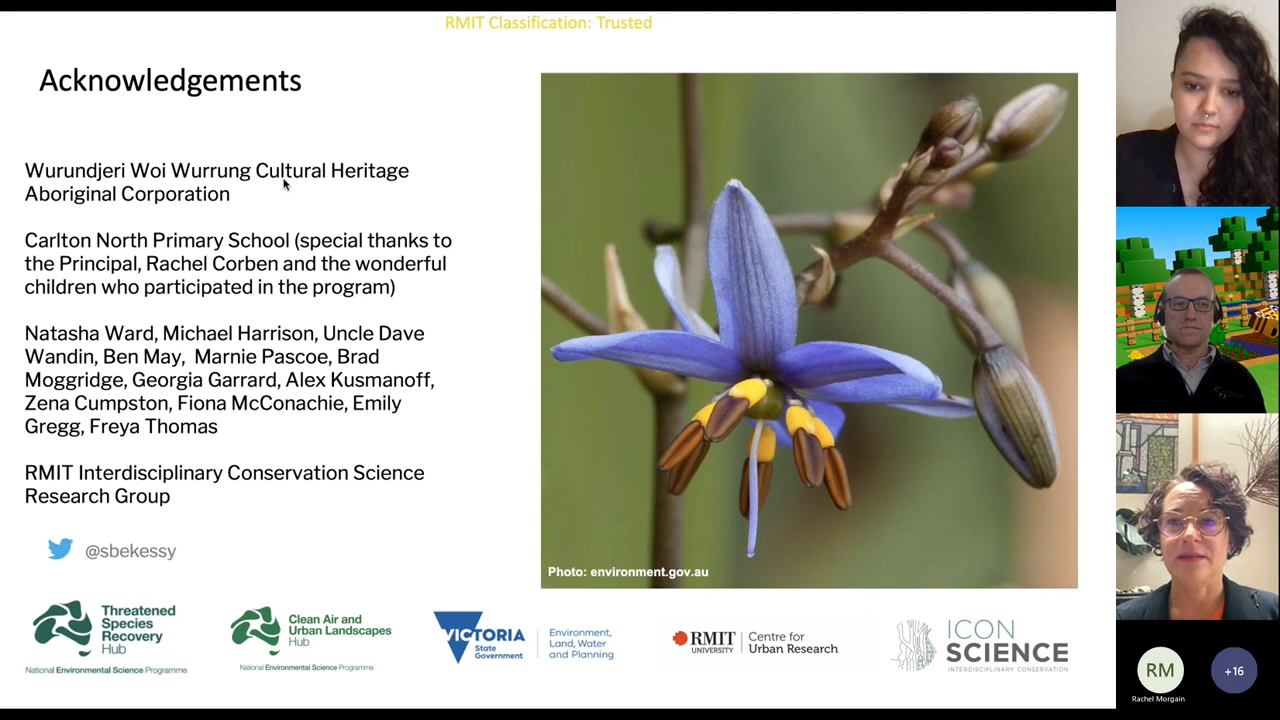 RMIT Classification: Trusted
Acknowledgements
Wurundjeri Woi Wurrung Cultural Heritage
Aboriginal Corporation
Carlton North Primary School (special thanks to
the Principal, Rachel Corben and the wonderful
children who participated in the program)
Natasha Ward, Michael Harrison, Uncle Dave
Wandin, Ben May, Marnie Pascoe, Brad
Moggridge, Georgia Garrard, Alex Kusmanoff,
Zena Cumpston, Fiona McConachie, Emily
Gregg, Freya Thomas
RMIT Interdisciplinary Conservation Science
Research Group
@sbekessy
Photo: environment.gov.au
Threatened
Species
Recovery
Hub
National Environmental Science Programme
Clean Air and
Urban Landscapes
Hub
National Environmental Science Programme
VICTORIA
State
Government
Environment,
Land, Water
and Planning
RMIT
UNIVERSITY
Centre for
Urban Research
ICON
SCIENCE
INTERDISCIPLINARY CONSERVATION
RM
Rachel Morgain
+16